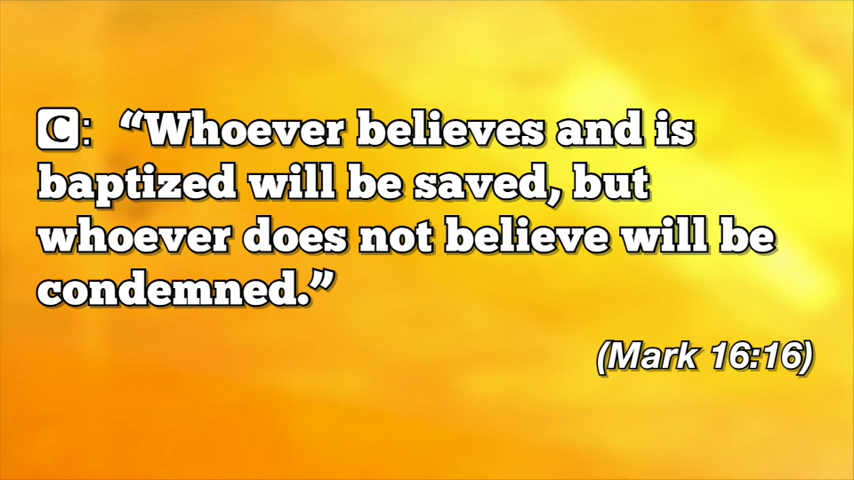 C: “Whoever believes and is
baptized will be saved, but
whoever does not believe will be
condemned.”
(Mark 16:16)